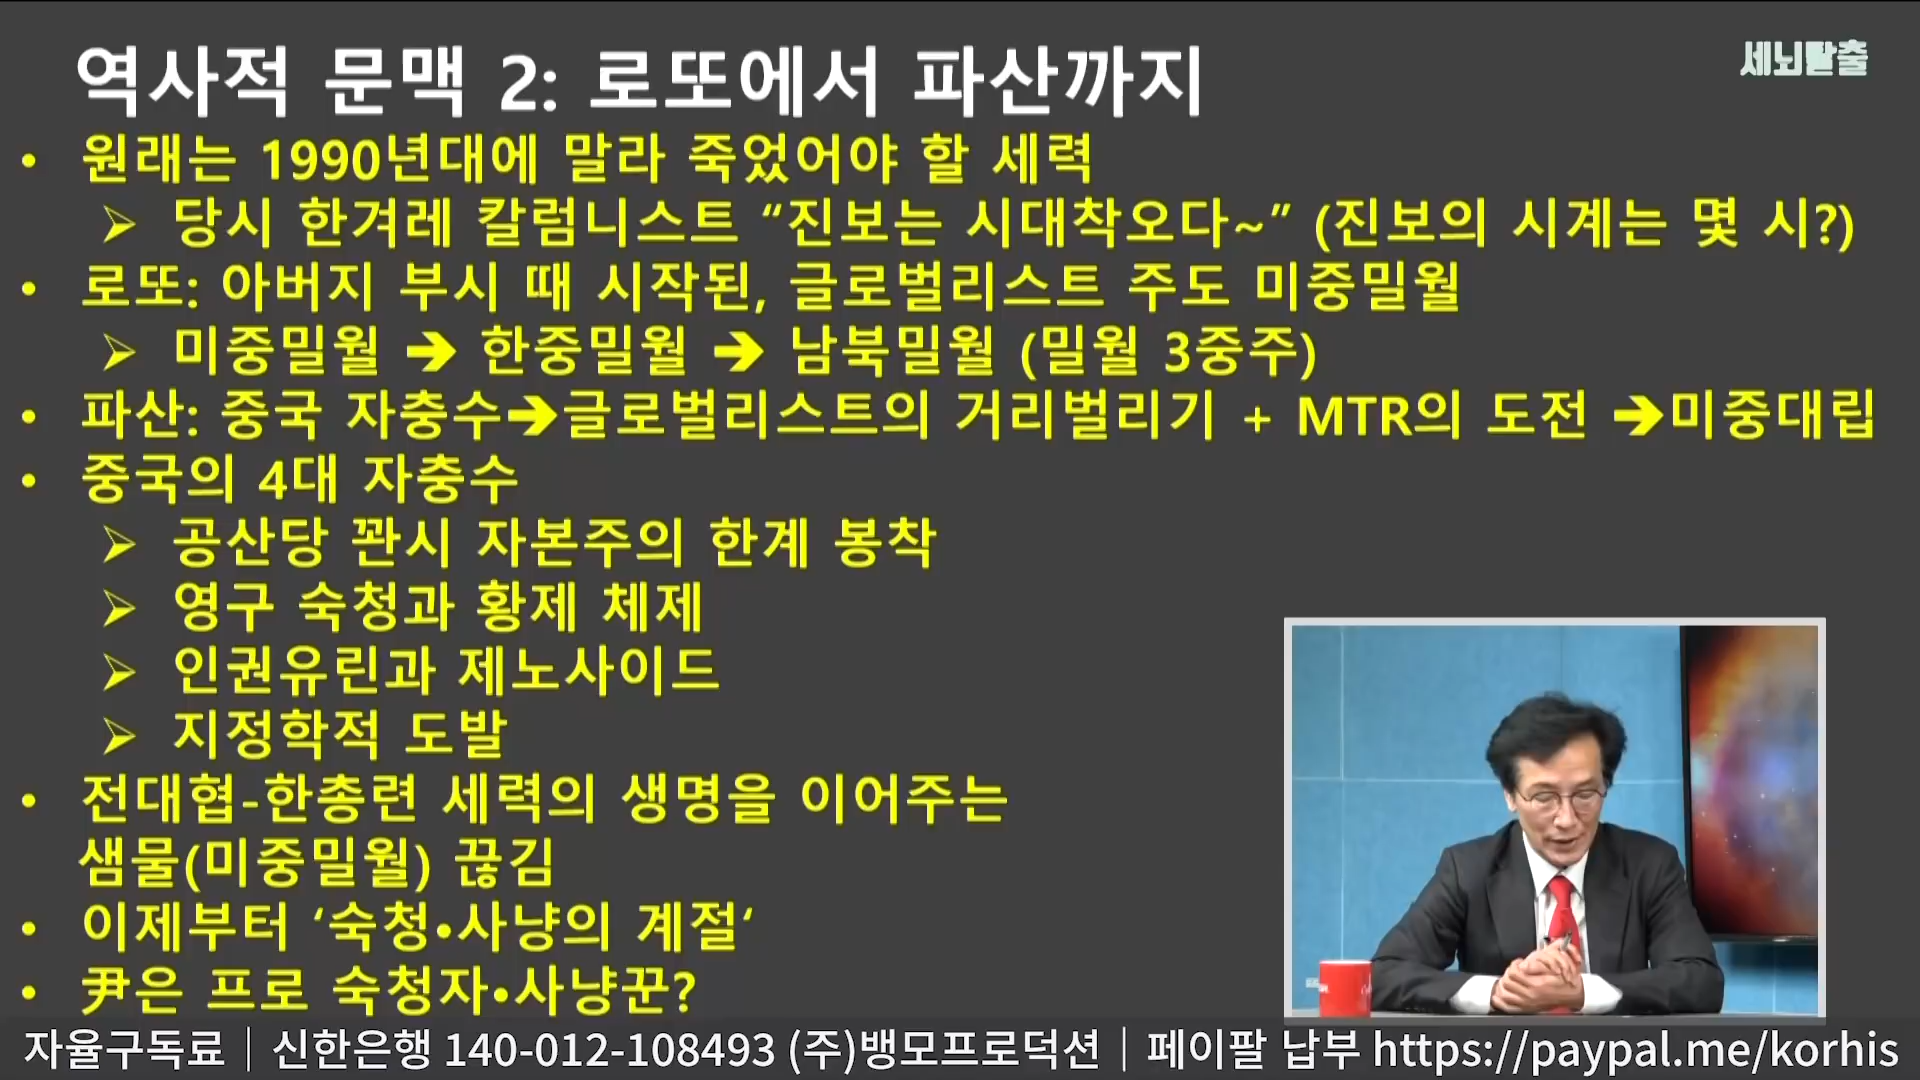 역사적 문맥 2: 로또에서 파산까지
세뇌탈출
• 원래는 1990년대에 말라 죽었어야 할 세력
➢ 당시 한겨레 칼럼니스트 “진보는 시대착오다~” (진보의 시계는 몇 시?)
• 로또: 아버지 부시 때 시작된, 글로벌리스트 주도 미중밀월
➢ 미중밀월 ➔ 한중밀월 ➔ 남북밀월 (밀월 3중주)
• 파산: 중국 자충수➔글로벌리스트의 거리벌리기 + MTR의 도전 ➔미중대립
• 중국의 4대 자충수
➢ 공산당 꽌시 자본주의 한계 봉착
➢ 영구 숙청과 황제 체제
➢ 인권유린과 제노사이드
➢ 지정학적 도발
• 전대협-한총련 세력의 생명을 이어주는
샘물(미중밀월) 끊김
• 이제부터 ‘숙청•사냥의 계절‘
• 尹은 프로 숙청자•사냥꾼?
자율구독료｜신한은행 140-012-108493 (주)뱅모프로덕션｜페이팔 납부 https://paypal.me/korhis